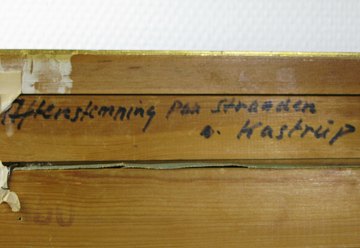 Aftenstemning paa Stranden
v. Kastrup